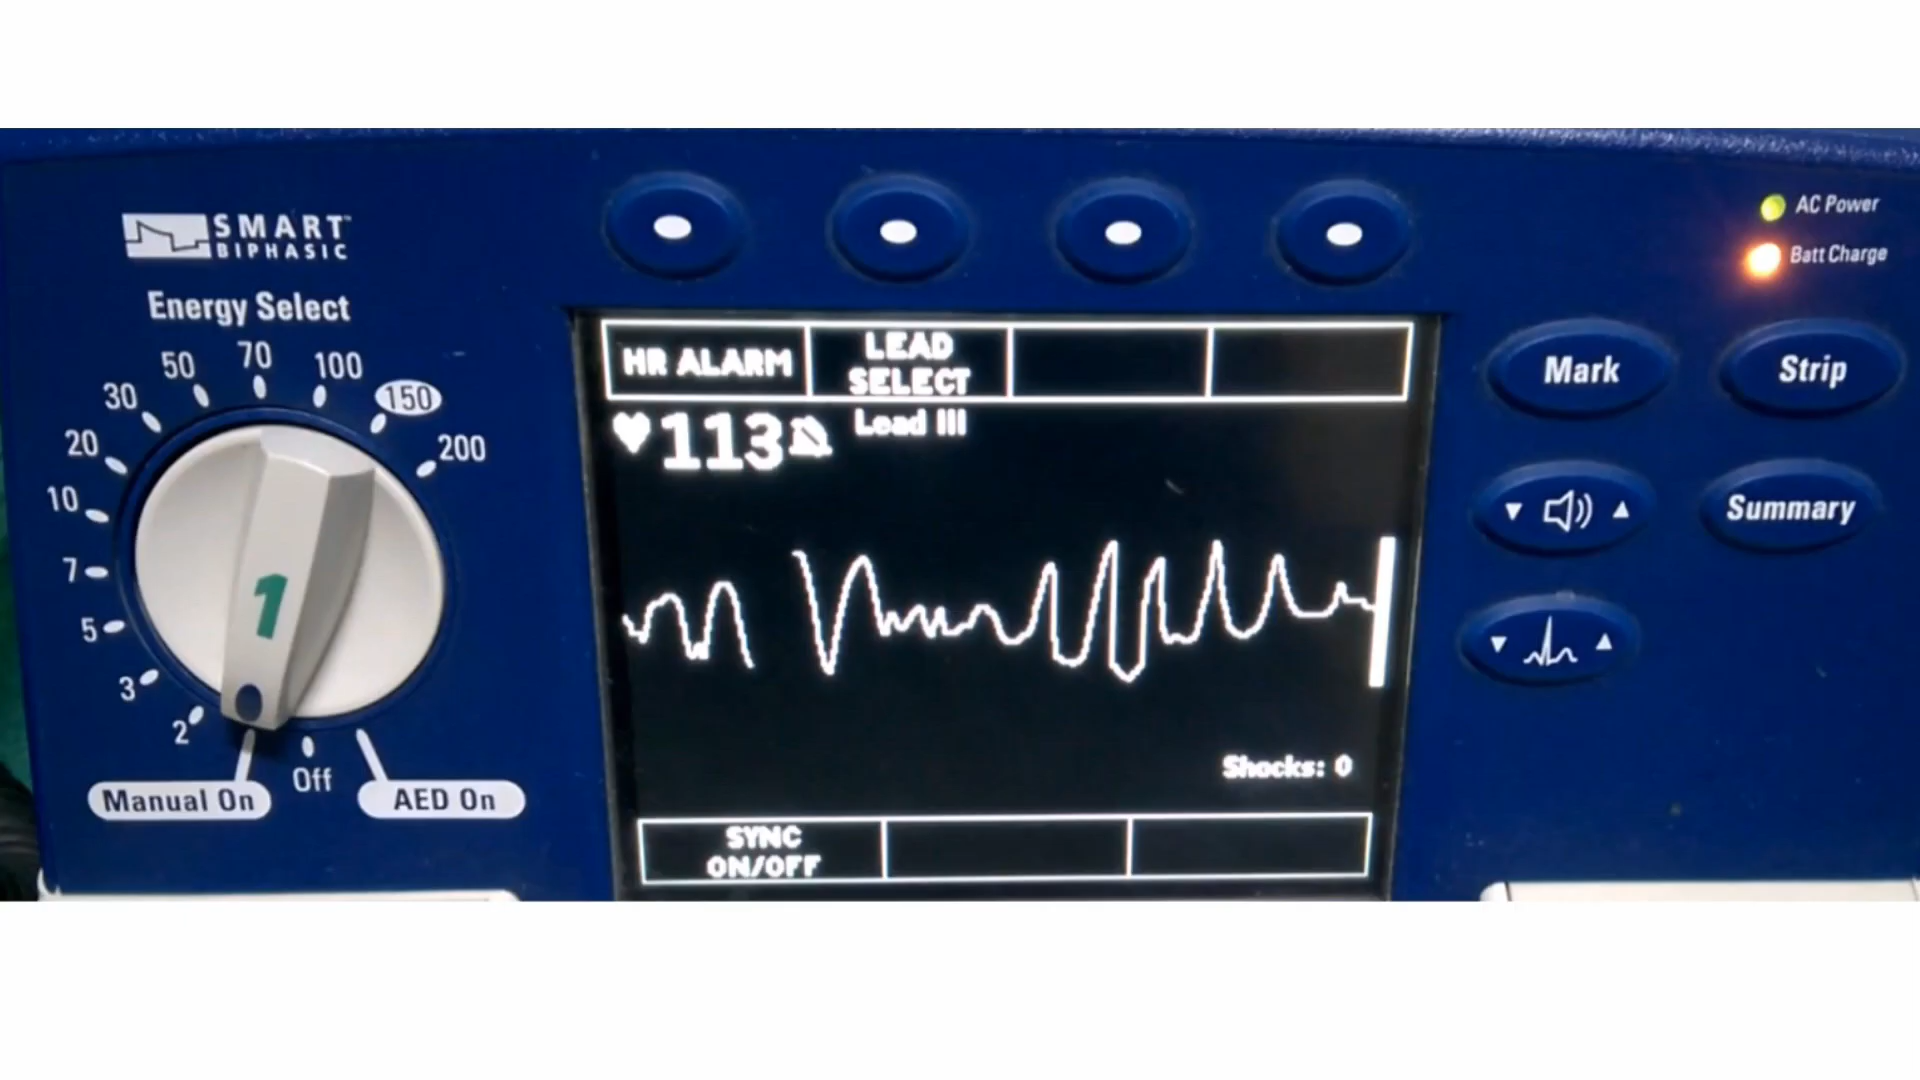 SMART™
BIPHASIC
Energy Select
70
50
100
30
150
20
200
10
7
5
3
2
1
Manual On
Off
AED On
HR ALARM
LEAD
SELECT
113
Lead III
Shocks: 0
SYNC
ON/OFF
AC Power
Batt Charge
Mark
Strip
Summary